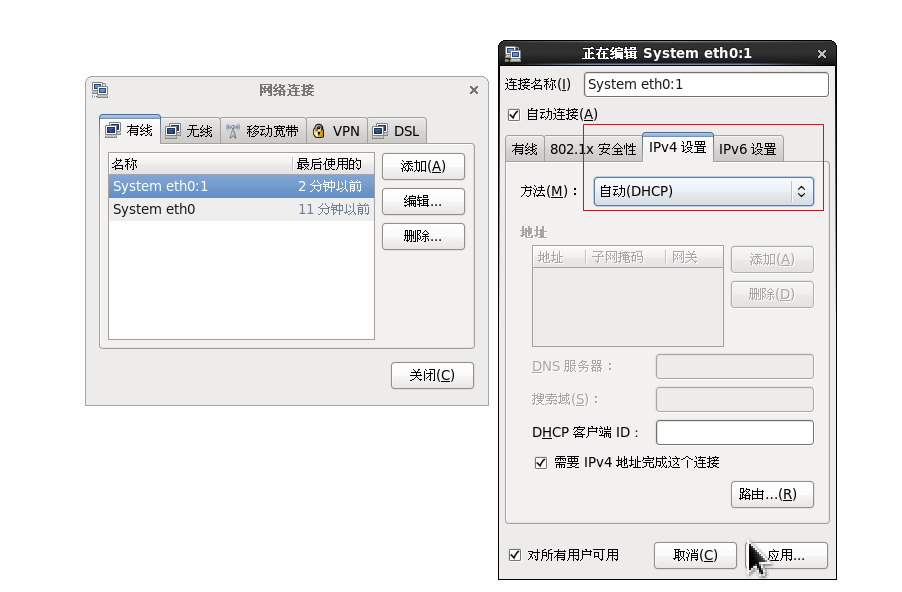 网络连接
有线 无线 移动宽带 VPN DSL
名称 最后使用的
System eth0:1 2 分钟以前
System eth0 11 分钟以前
添加(A)
编辑...
删除...
关闭(C)
正在编辑 System eth0:1
连接名称(I) System eth0:1
自动连接(A)
有线 802.1x 安全性 IPv4 设置 IPv6 设置
方法(M)： 自动(DHCP)
地址
地址 子网掩码 网关
添加(A)
删除(D)
DNS 服务器：
搜索域(S)：
DHCP 客户端 ID：
需要 IPv4 地址完成这个连接
路由...(R)
对所有用户可用 取消(C) 应用...